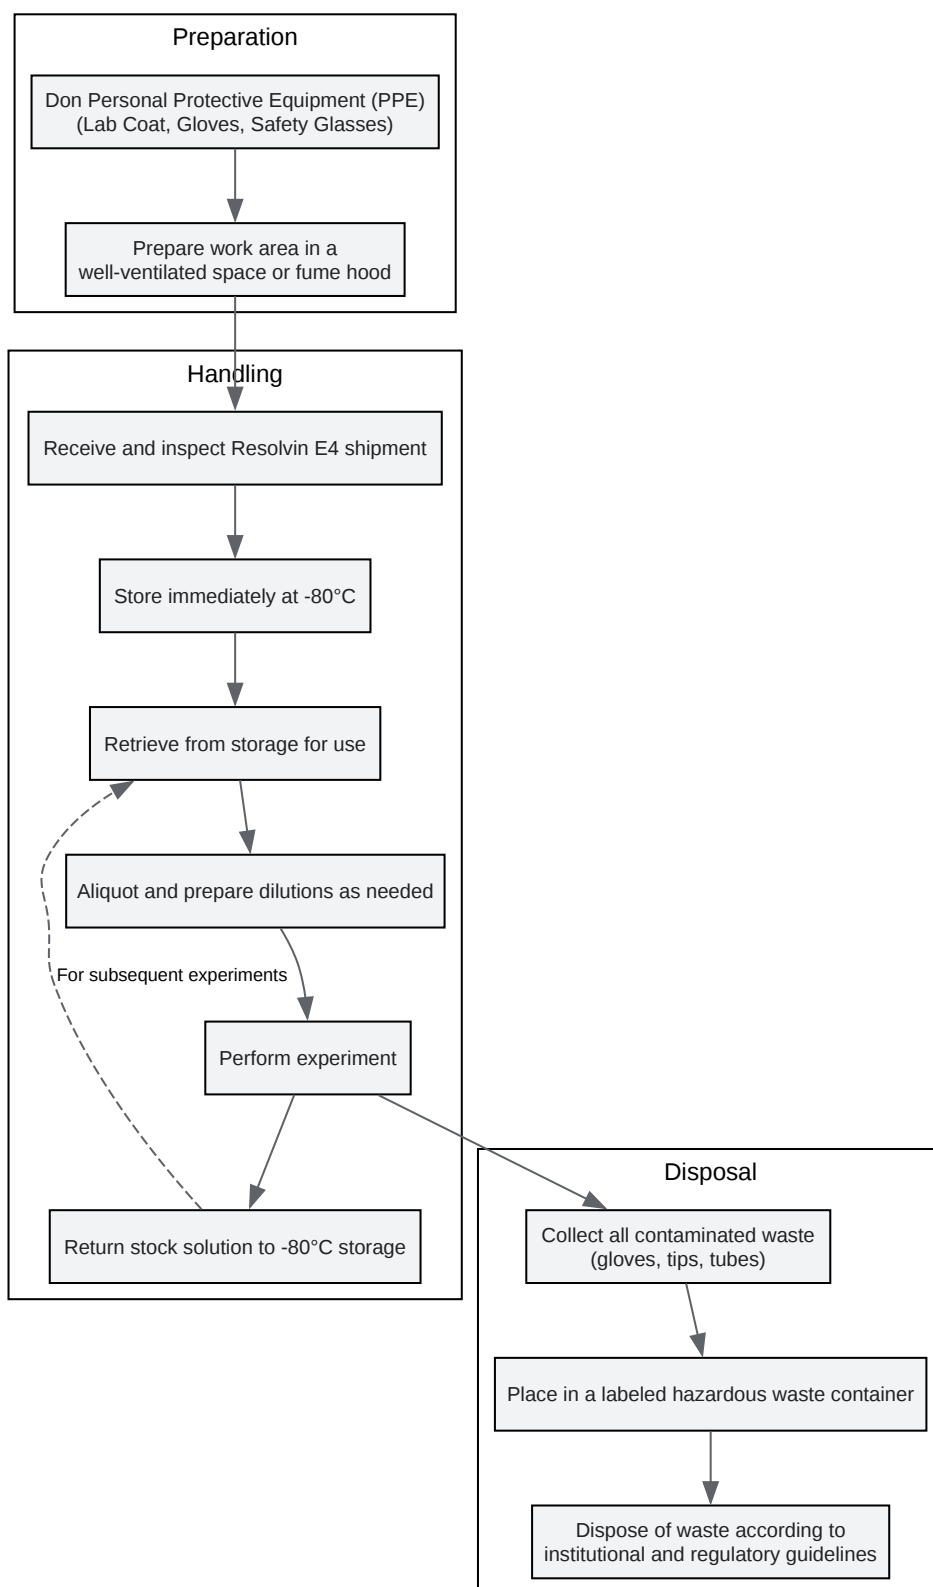 Preparation
Don Personal Protective Equipment (PPE)
(Lab Coat, Gloves, Safety Glasses)
Prepare work area in a
well-ventilated space or fume hood
Handling
Receive and inspect Resolvin E4 shipment
Store immediately at -80°C
Retrieve from storage for use
Aliquot and prepare dilutions as needed
For subsequent experiments
Perform experiment
Return stock solution to -80°C storage
Disposal
Collect all contaminated waste
(gloves, tips, tubes)
Place in a labeled hazardous waste container
Dispose of waste according to
institutional and regulatory guidelines